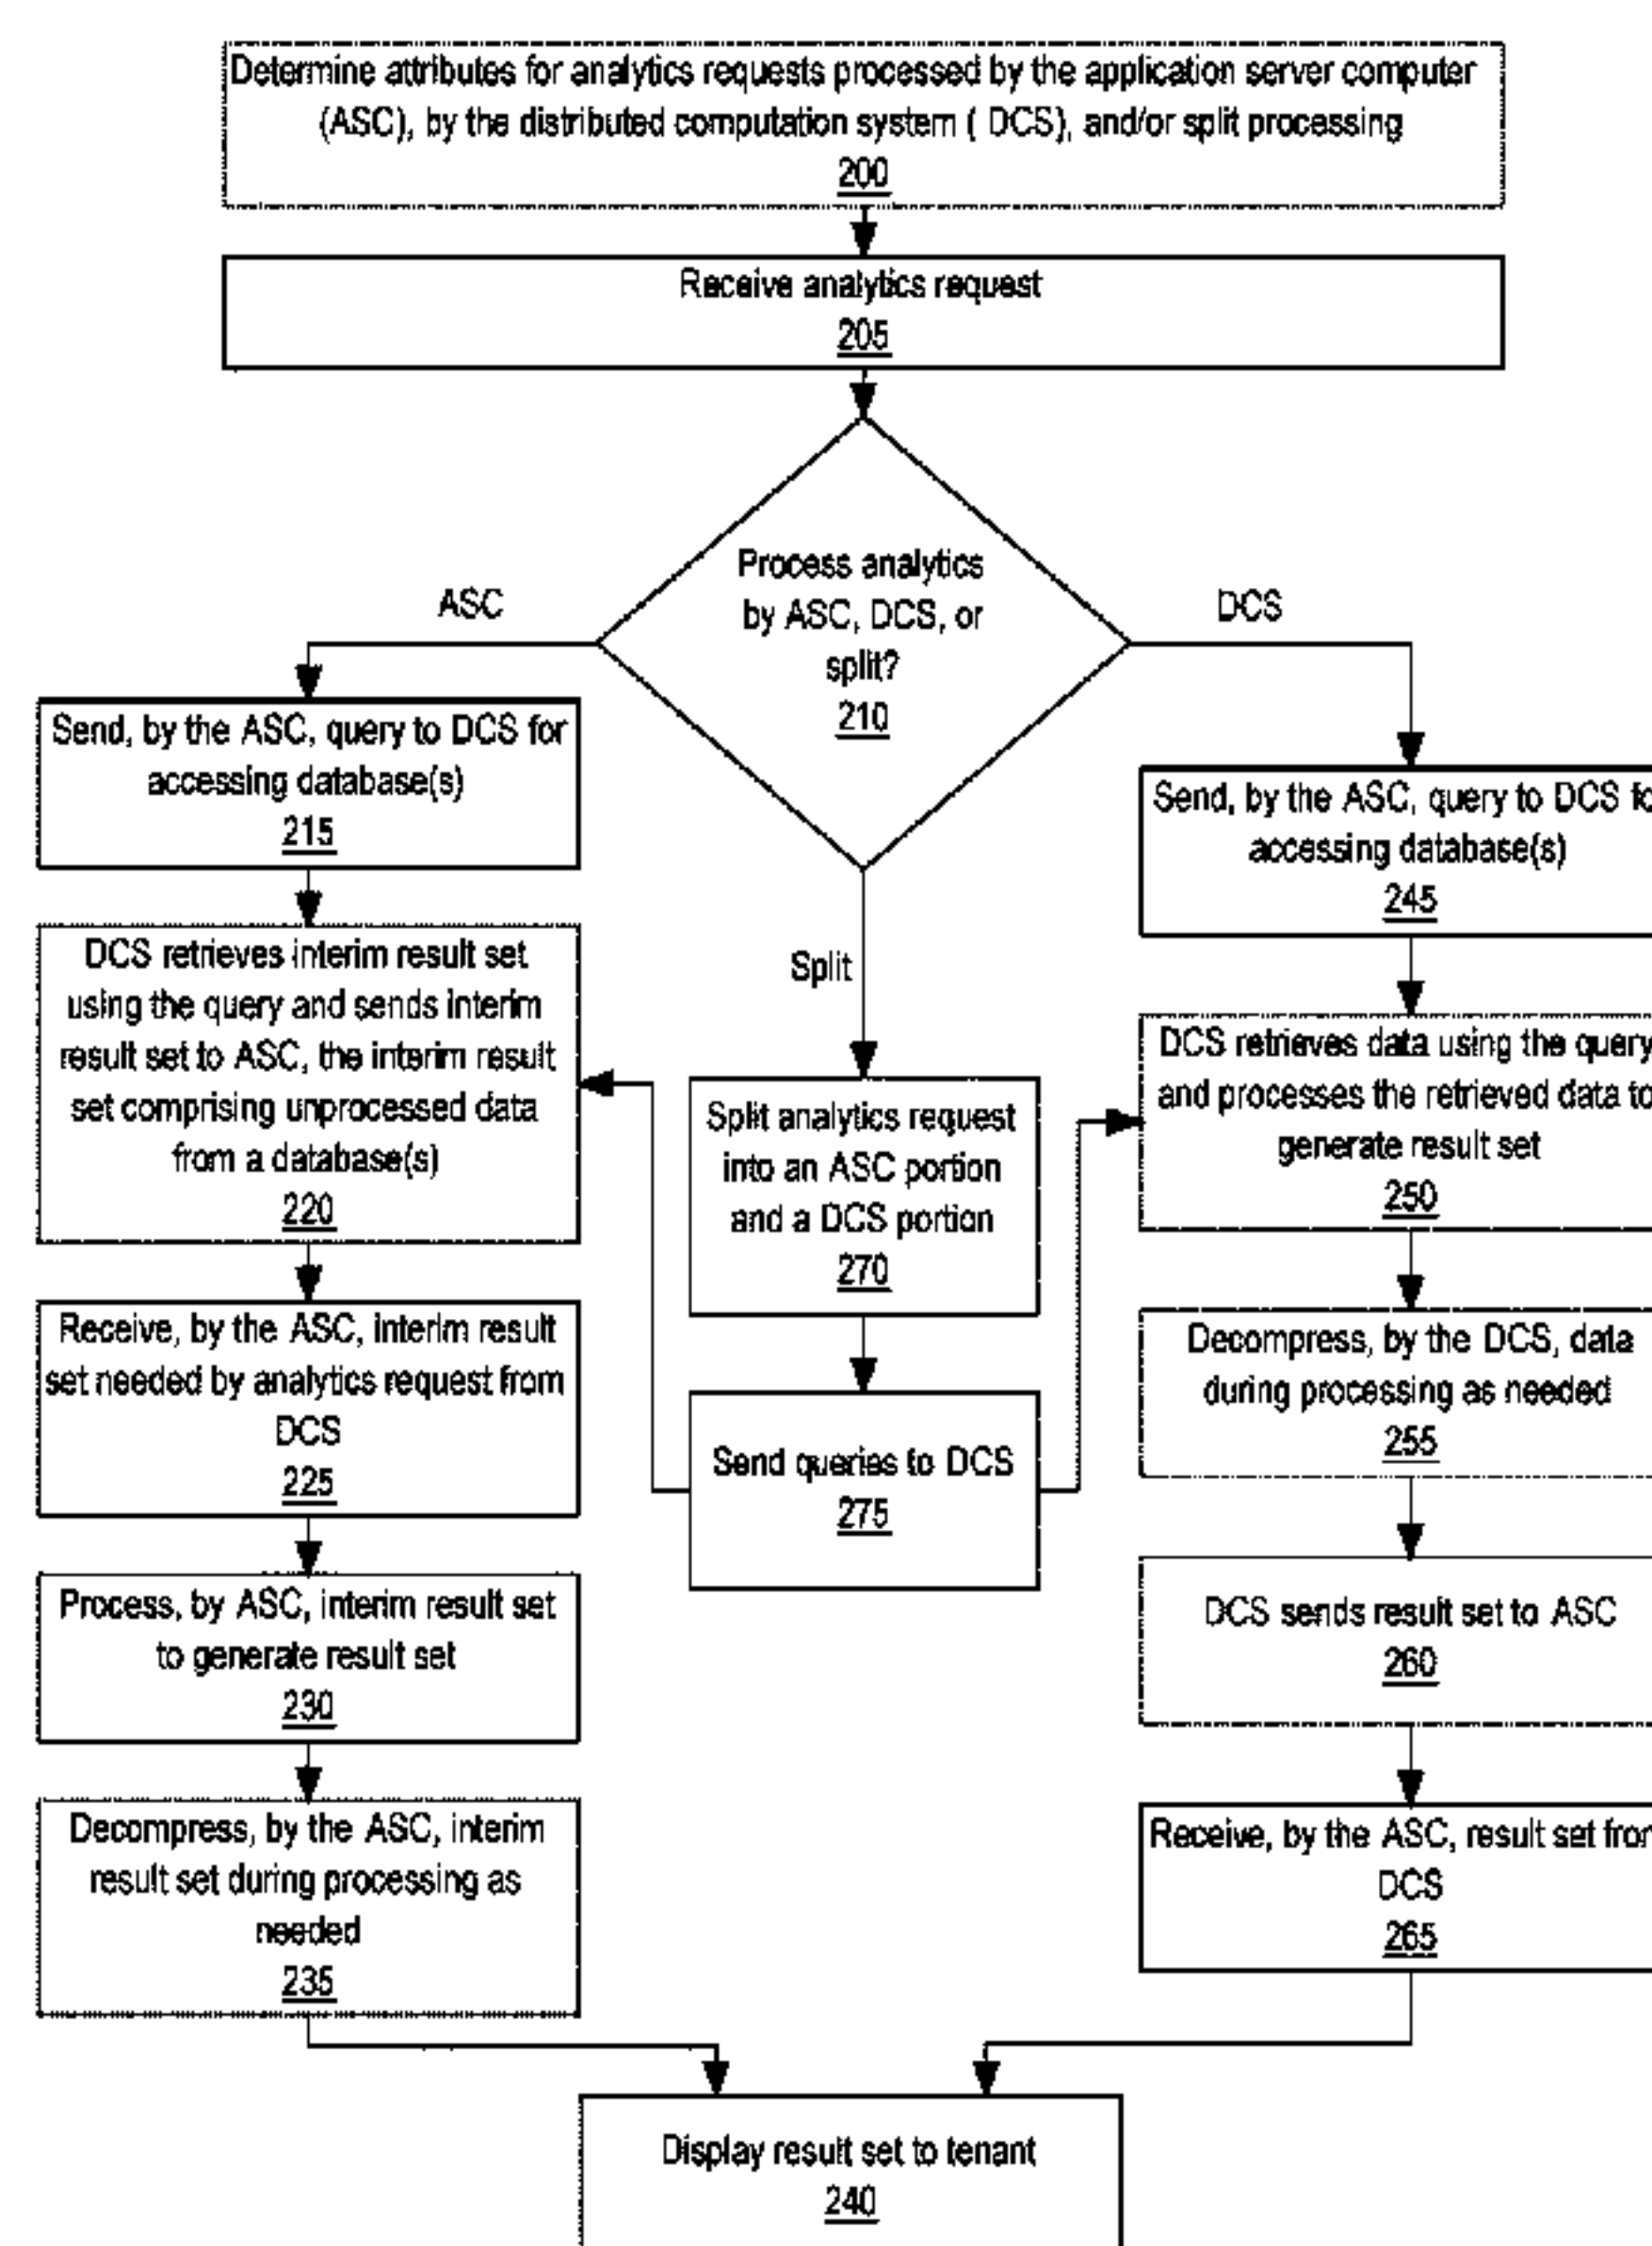 Determine attributes for analytics requests processed by the application server computer
(ASC), by the distributed computation system ( DCS), and/or split processing
200
Receive analytics request
205
Process analytics
by ASC, DCS, or
split?
210
ASC
DCS
Split
Send, by the ASC, query to DCS for
accessing database(s)
215
DCS retrieves interim result set
using the query and sends interim
result set to ASC, the interim result
set comprising unprocessed data
from a database(s)
220
Receive, by the ASC, interim result
set needed by analytics request from
DCS
225
Process, by ASC, interim result set
to generate result set
230
Decompress, by the ASC, interim
result set during processing as
needed
235
Split analytics request
into an ASC portion
and a DCS portion
270
Send queries to DCS
275
Send, by the ASC, query to DCS
accessing database(s)
245
DCS retrieves data using the query
and processes the retrieved data to
generate result set
250
Decompress, by the DCS, data
during processing as needed
255
DCS sends result set to ASC
260
Receive, by the ASC, result set
DCS
265
Display result set to tenant
240